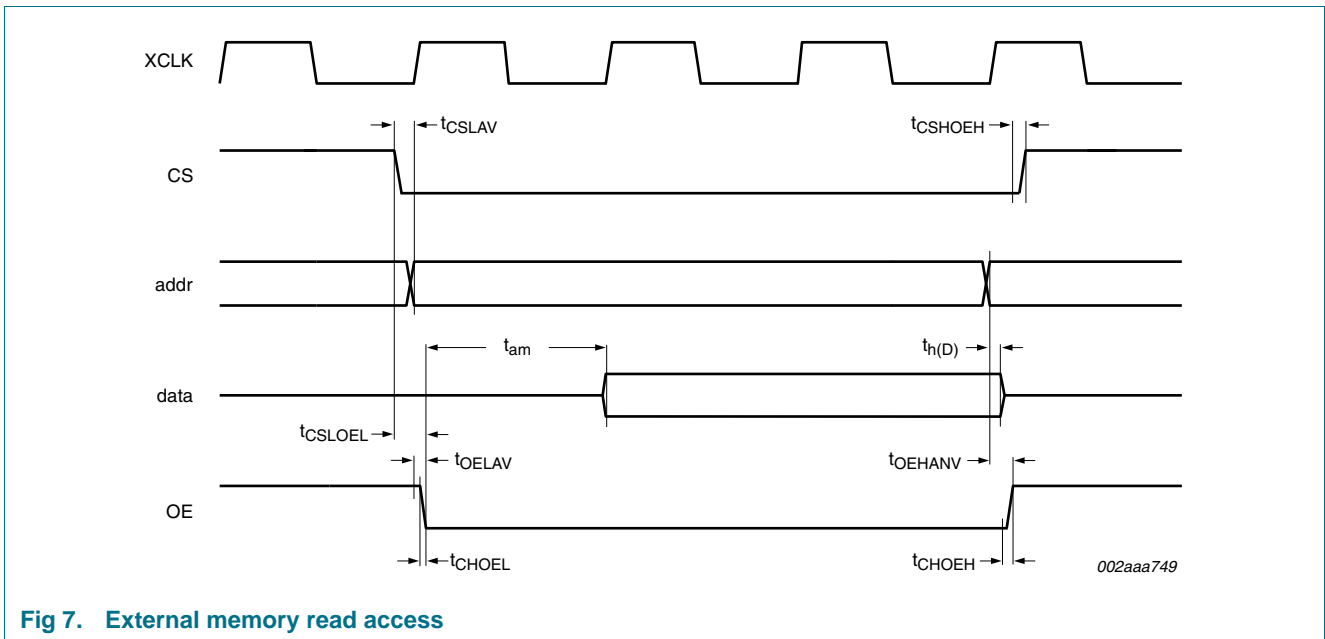 XCLK
tCSLAV
tCSHOEH
CS
addr
tam
th(D)
data
tCSLOEL
tOELAV
tOEHANV
OE
tCHOEL
tCHOEH
002aaa749
Fig 7. External memory read access